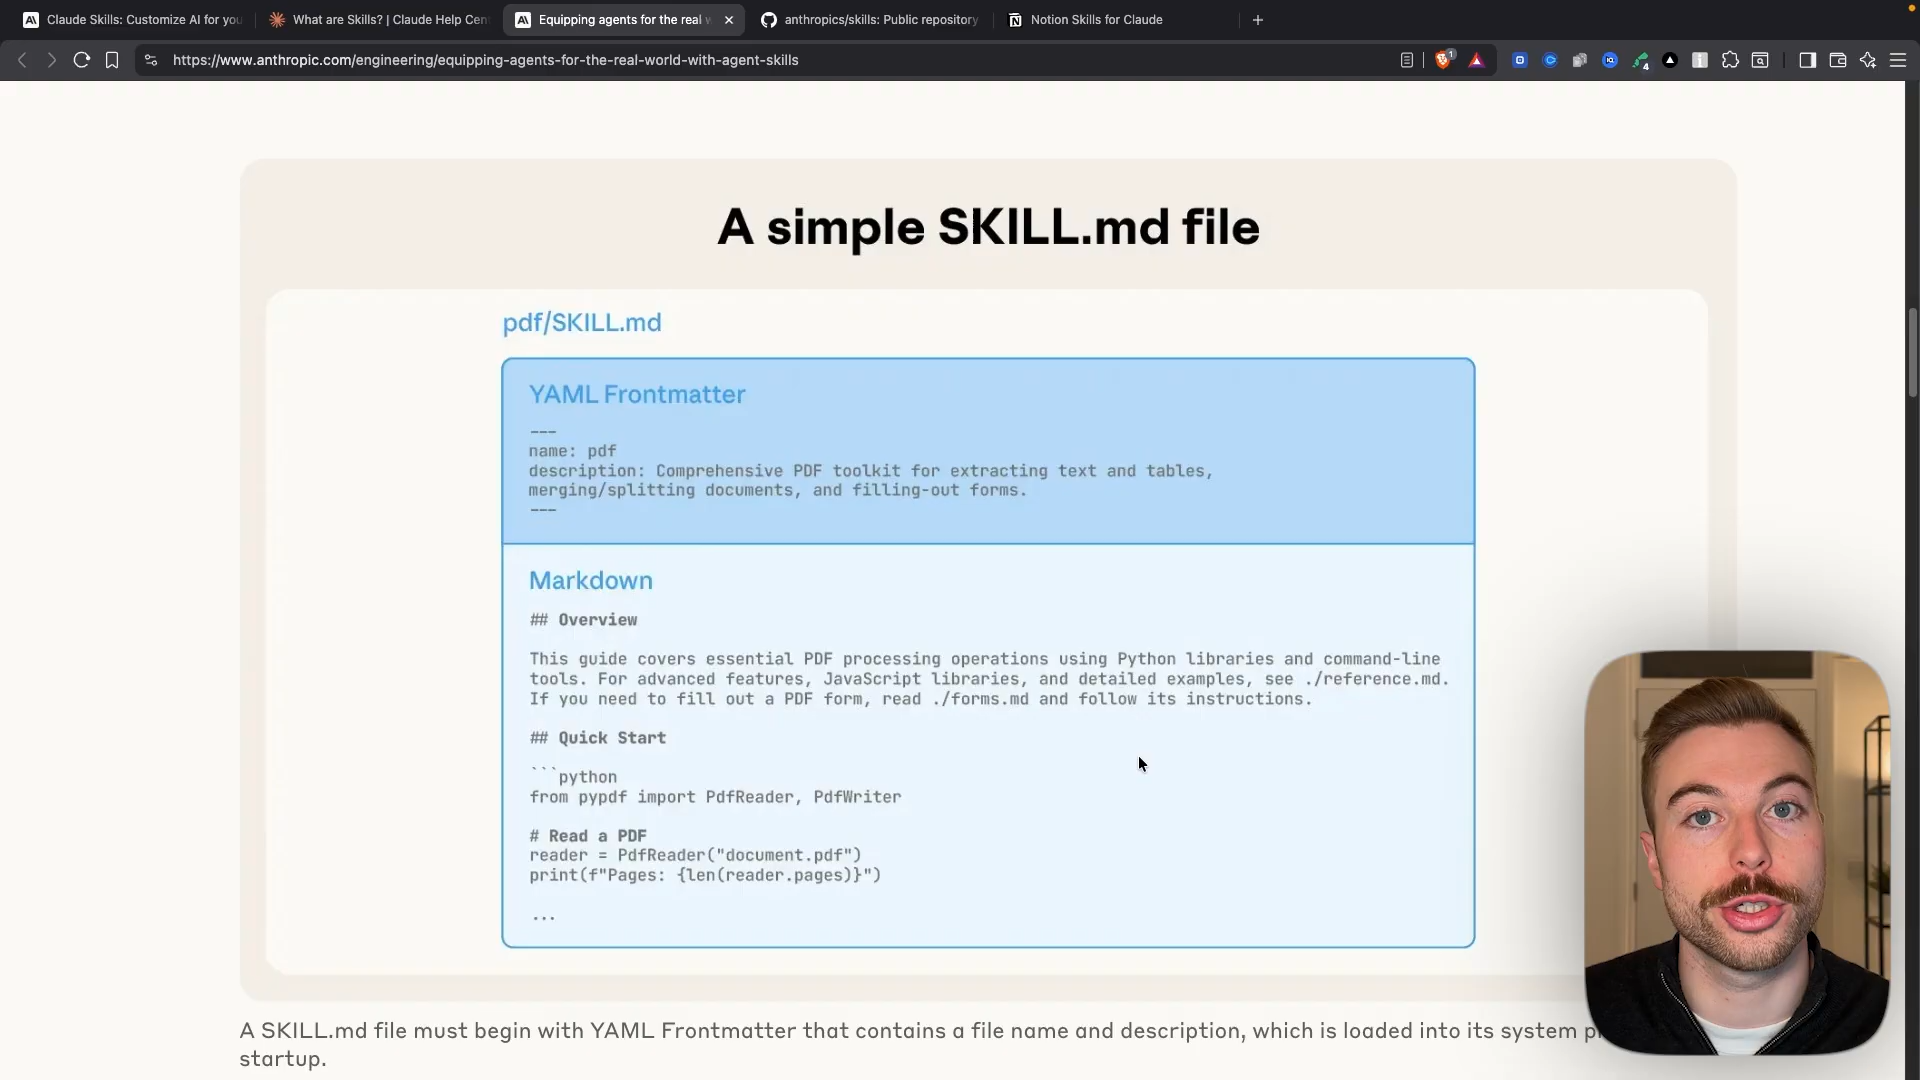 Claude Skills: Customize AI for you
What are Skills? | Claude Help Cen
Equipping agents for the real w
anthropics/skills: Public repository
Notion Skills for Claude
https://www.anthropic.com/engineering/equipping-agents-for-the-real-world-with-agent-skills
1
4
A simple SKILL.md file
pdf/SKILL.md
YAML Frontmatter
---
name: pdf
description: Comprehensive PDF toolkit for extracting text and tables,
merging/splitting documents, and filling-out forms.
---
Markdown
## Overview
This guide covers essential PDF processing operations using Python libraries and command-line
tools. For advanced features, JavaScript libraries, and detailed examples, see ./reference.md.
If you need to fill out a PDF form, read ./forms.md and follow its instructions.
## Quick Start
```python
from pypdf import PdfReader, PdfWriter
# Read a PDF
reader = PdfReader("document.pdf")
print(f"Pages: {len(reader.pages)}")
...
A SKILL.md file must begin with YAML Frontmatter that contains a file name and description, which is loaded into its system
startup.